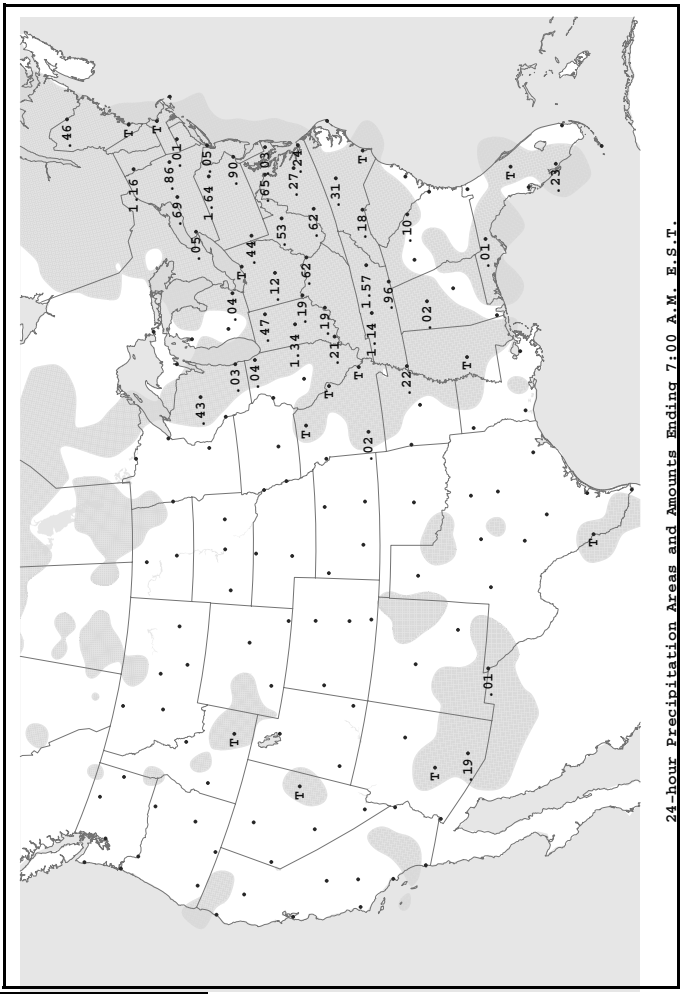 .46
T
1.16
T
.86
.01
.69
.05
.43
1.64
.05
.04
.90
T
.03
T
.44
.04
.47
.65
.03
.12
.53
.27
.24
1.34
T
.19
T
.62
.62
.19
T
.21
.31
T
.18
T
1.57
.02
1.14
.96
.22
.10
.02
T
T
.19
.01
.01
T
.23
T
24-hour Precipitation Areas and Amounts Ending 7:00 A.M. E.S.T.